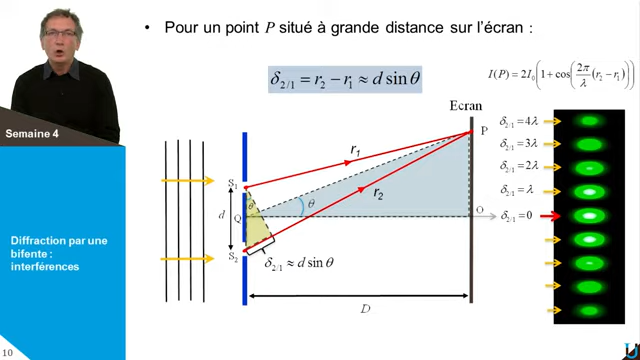 • Pour un point P situé à grande distance sur l'écran :
δ2/1 = r2 − r1 ≈ d sin θ
I(P) = 2I0(1 + cos(2π/λ (r2 − r1)))
Ecran
P
r1
r2
S1
θ
d
Q
θ
O
S2
δ2/1 ≈ d sin θ
D
δ2/1 = 4λ
δ2/1 = 3λ
δ2/1 = 2λ
δ2/1 = λ
δ2/1 = 0
Semaine 4
Diffraction par une
bifente :
interférences
10